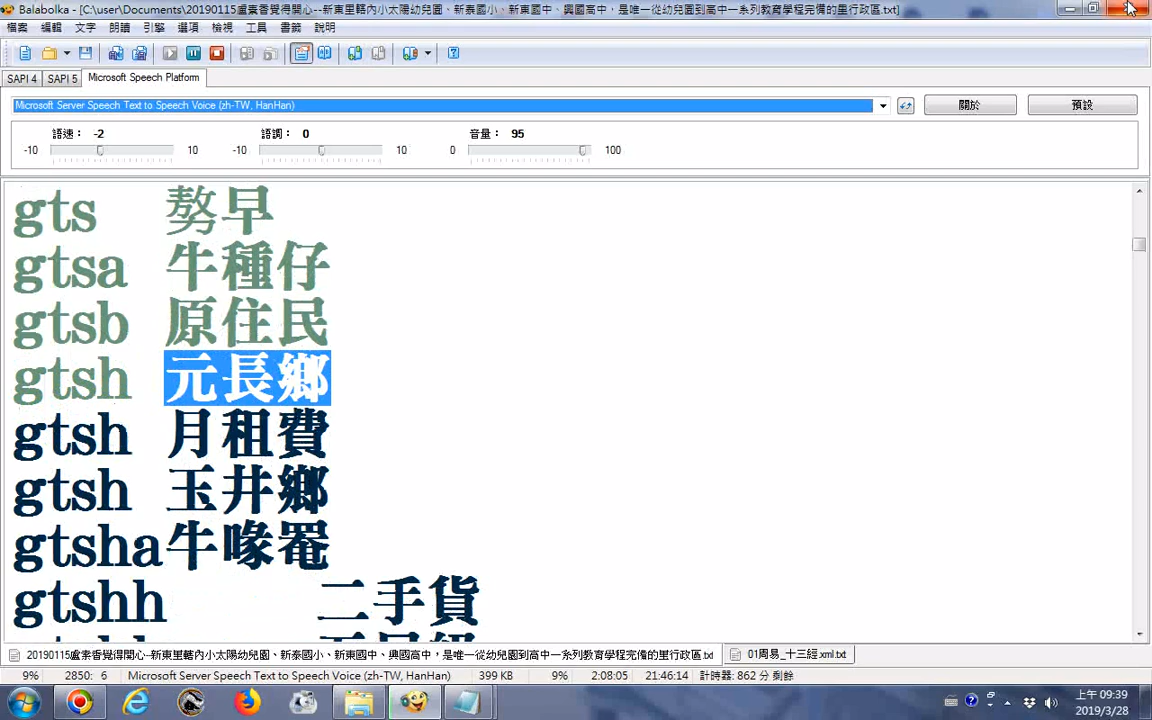 Balabolka - [C:\user\Documents\20190115盧素香覺得開心--新東里轄內小太陽幼兒園、新泰國小、新東國中、興國高中，是唯一從幼兒園到高中一系列教育學程完備的里行政區.txt]
檔案 編輯 文字 朗讀 引擎 選項 檢視 工具 書籤 說明
SAPI 4 SAPI 5 Microsoft Speech Platform
Microsoft Server Speech Text to Speech Voice (zh-TW, HanHan) 關於 預設
語速： -2 語調： 0 音量： 95
-10 10 -10 10 0 100
gts 勢早
gtsa 牛種仔
gtsb 原住民
gtsh 元長鄉
gtsh 月租費
gtsh 玉井鄉
gtsha 牛喙罨
gtshh 二手貨
20190115盧素香覺得開心--新東里轄內小太陽幼兒園、新泰國小、新東國中、興國高中，是唯一從幼兒園到高中一系列教育學程完備的里行政區.txt 01周易_十三經.xml.txt
9% 2850: 6 Microsoft Server Speech Text to Speech Voice (zh-TW, HanHan) 399 KB 9% 2:08:05 21:46:14 計時器: 862 分 剩餘
上午 09:39
2019/3/28